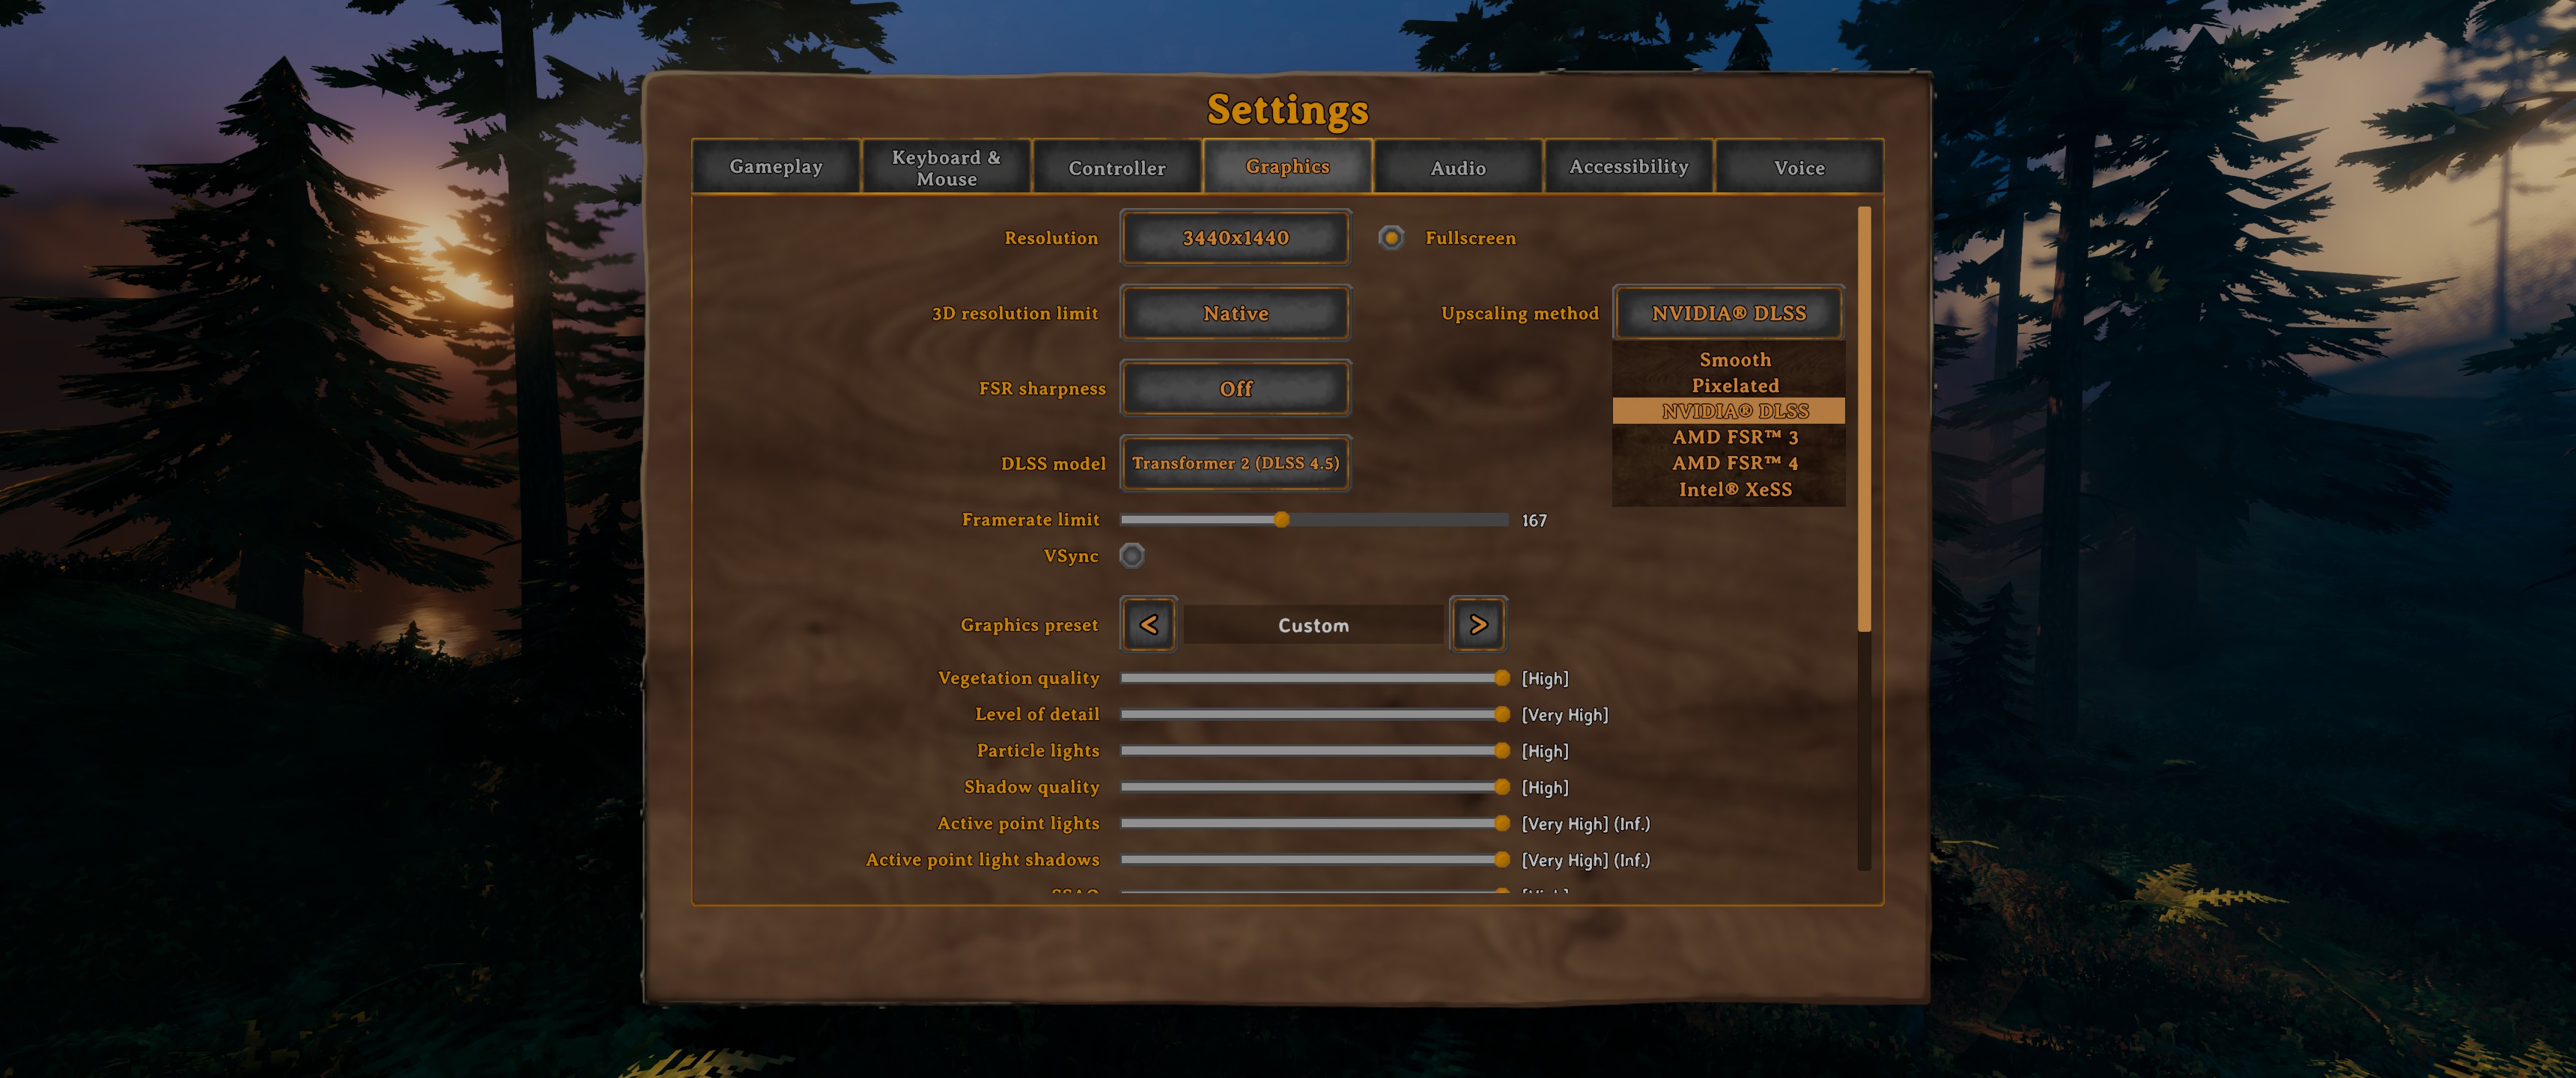 Settings
Gameplay
Keyboard &
Mouse
Controller
Graphics
Audio
Accessibility
Voice
Resolution
3440x1440
Fullscreen
3D resolution limit
Native
Upscaling method
NVIDIA® DLSS
Smooth
Pixelated
NVIDIA® DLSS
AMD FSR™ 3
AMD FSR™ 4
Intel® XeSS
FSR sharpness
Off
DLSS model
Transformer 2 (DLSS 4.5)
Framerate limit
167
VSync
Graphics preset
<
Custom
>
Vegetation quality
[High]
Level of detail
[Very High]
Particle lights
[High]
Shadow quality
[High]
Active point lights
[Very High] (Inf.)
Active point light shadows
[Very High] (Inf.)